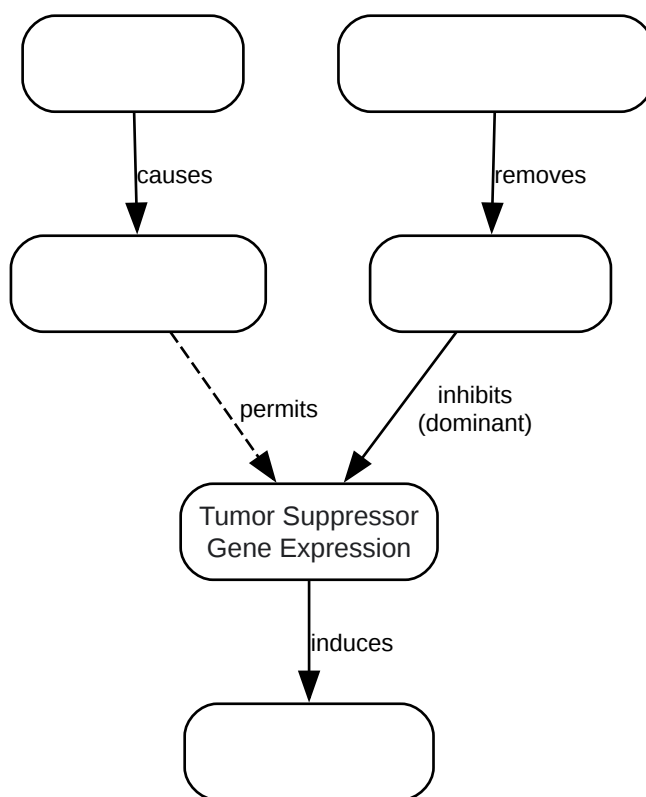 causes
removes
permits
inhibits
(dominant)
Tumor Suppressor
Gene Expression
induces